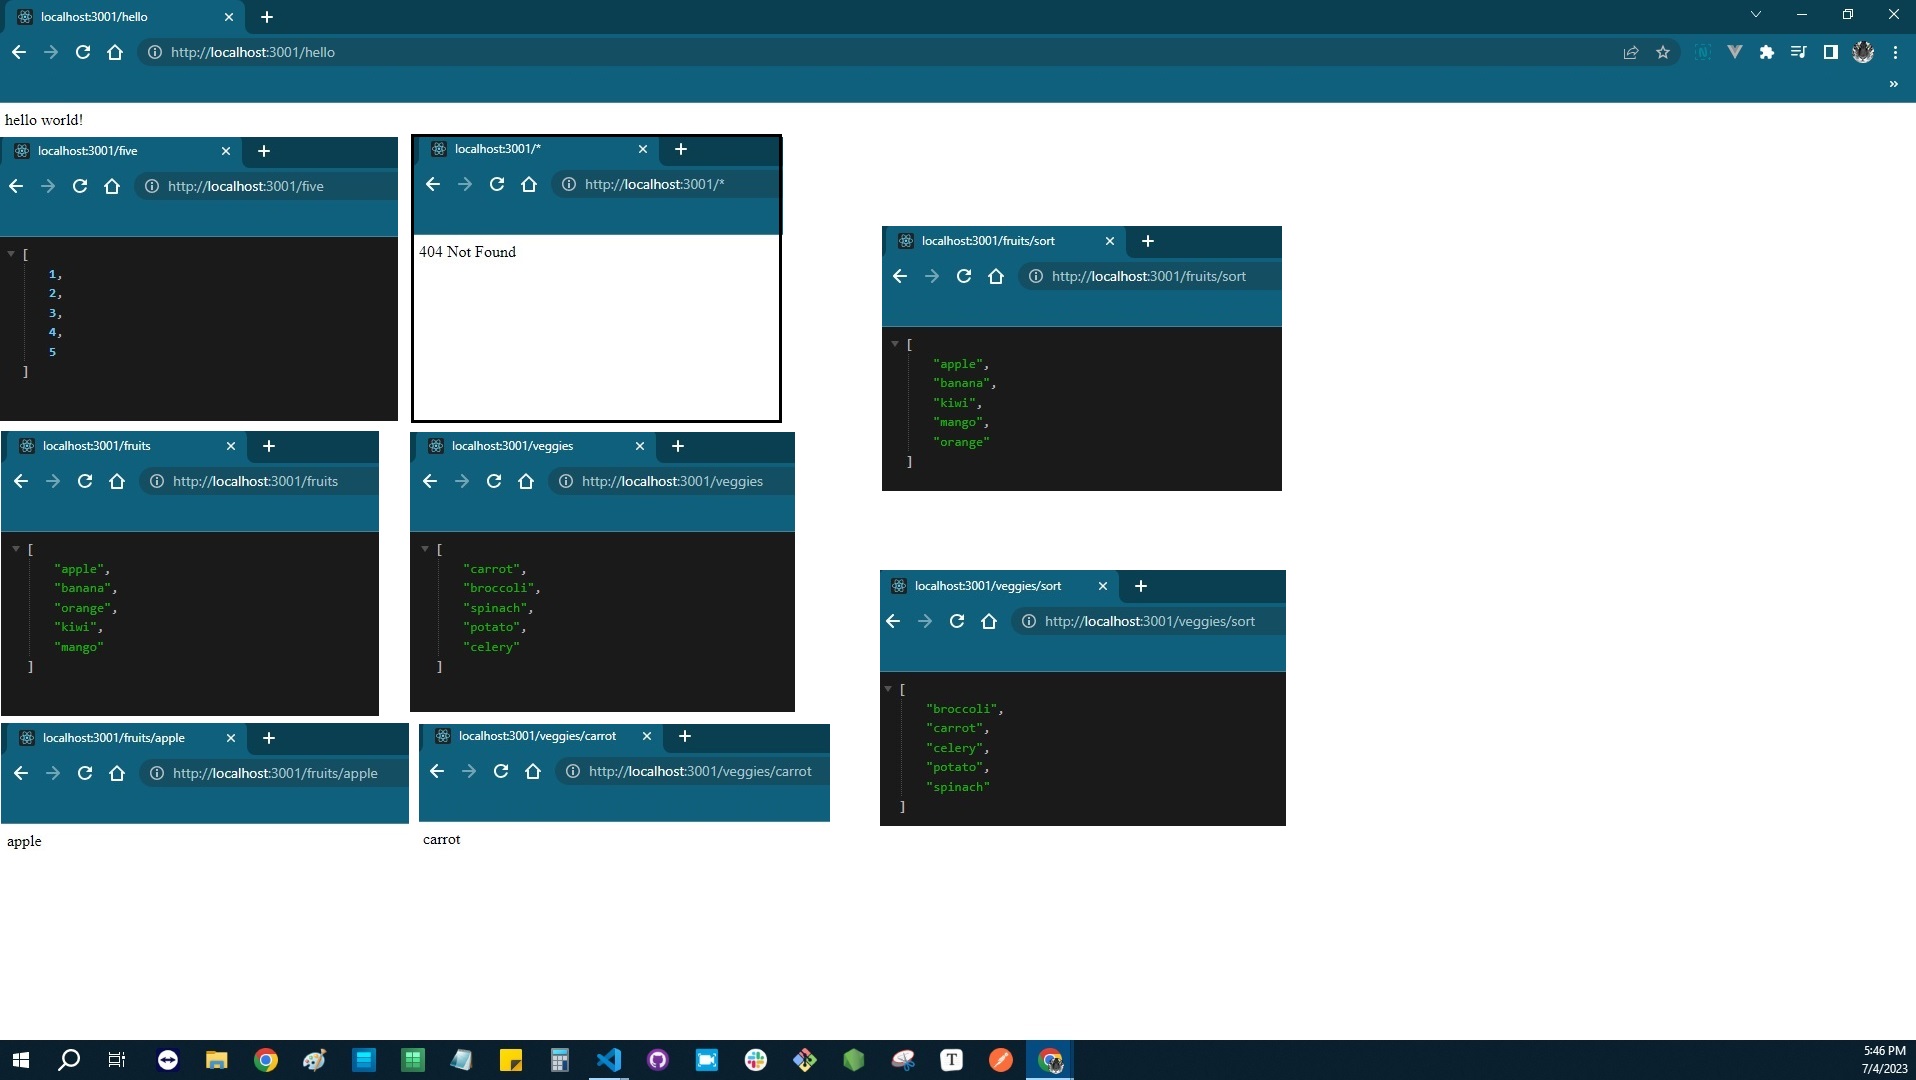 localhost:3001/hello
http://localhost:3001/hello
hello world!
localhost:3001/five
http://localhost:3001/five
[
1,
2,
3,
4,
5
]
localhost:3001/*
http://localhost:3001/*
404 Not Found
localhost:3001/fruits/sort
http://localhost:3001/fruits/sort
[
"apple",
"banana",
"kiwi",
"mango",
"orange"
]
localhost:3001/fruits
http://localhost:3001/fruits
[
"apple",
"banana",
"orange",
"kiwi",
"mango"
]
localhost:3001/veggies
http://localhost:3001/veggies
[
"carrot",
"broccoli",
"spinach",
"potato",
"celery"
]
localhost:3001/veggies/sort
http://localhost:3001/veggies/sort
[
"broccoli",
"carrot",
"celery",
"potato",
"spinach"
]
localhost:3001/fruits/apple
http://localhost:3001/fruits/apple
apple
localhost:3001/veggies/carrot
http://localhost:3001/veggies/carrot
carrot
T
5:46 PM
7/4/2023